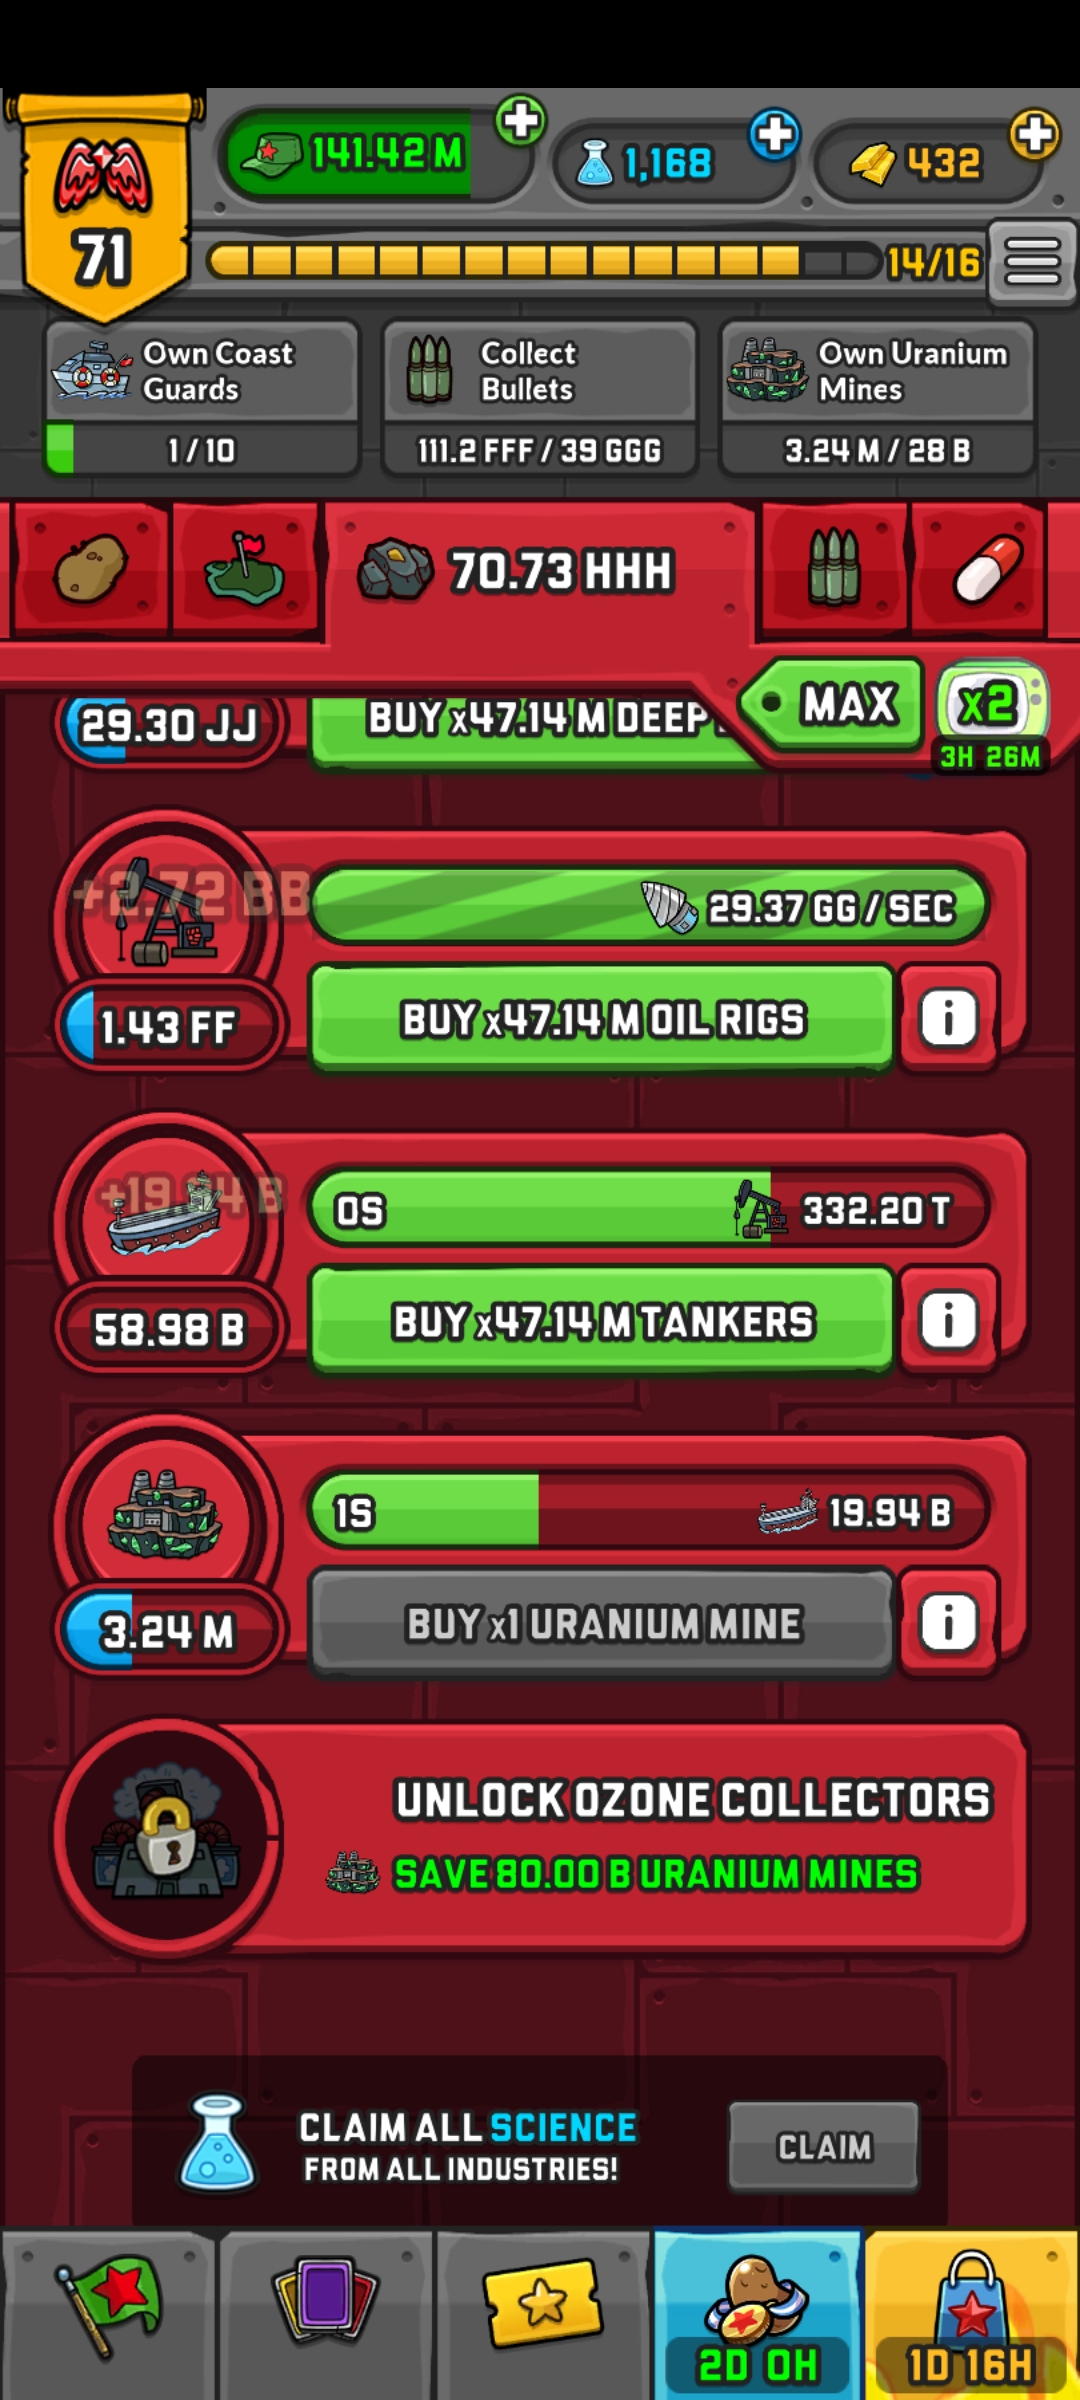 141.42 M
1,168
432
71
14/16
Own Coast
Guards
1 / 10
Collect
Bullets
111.2 FFF / 39 GGG
Own Uranium
Mines
3.24 M / 28 B
70.73 HHH
MAX
x2
3H 26M
29.30 JJ
BUY x47.14 M DEEP
+2.72 BB
29.37 GG / SEC
1.43 FF
BUY x47.14 M OIL RIGS
i
+19.94 B
0S
332.20 T
58.98 B
BUY x47.14 M TANKERS
i
1S
19.94 B
3.24 M
BUY x1 URANIUM MINE
i
UNLOCK OZONE COLLECTORS
SAVE 80.00 B URANIUM MINES
CLAIM ALL SCIENCE
FROM ALL INDUSTRIES!
CLAIM
2D 0H
1D 16H